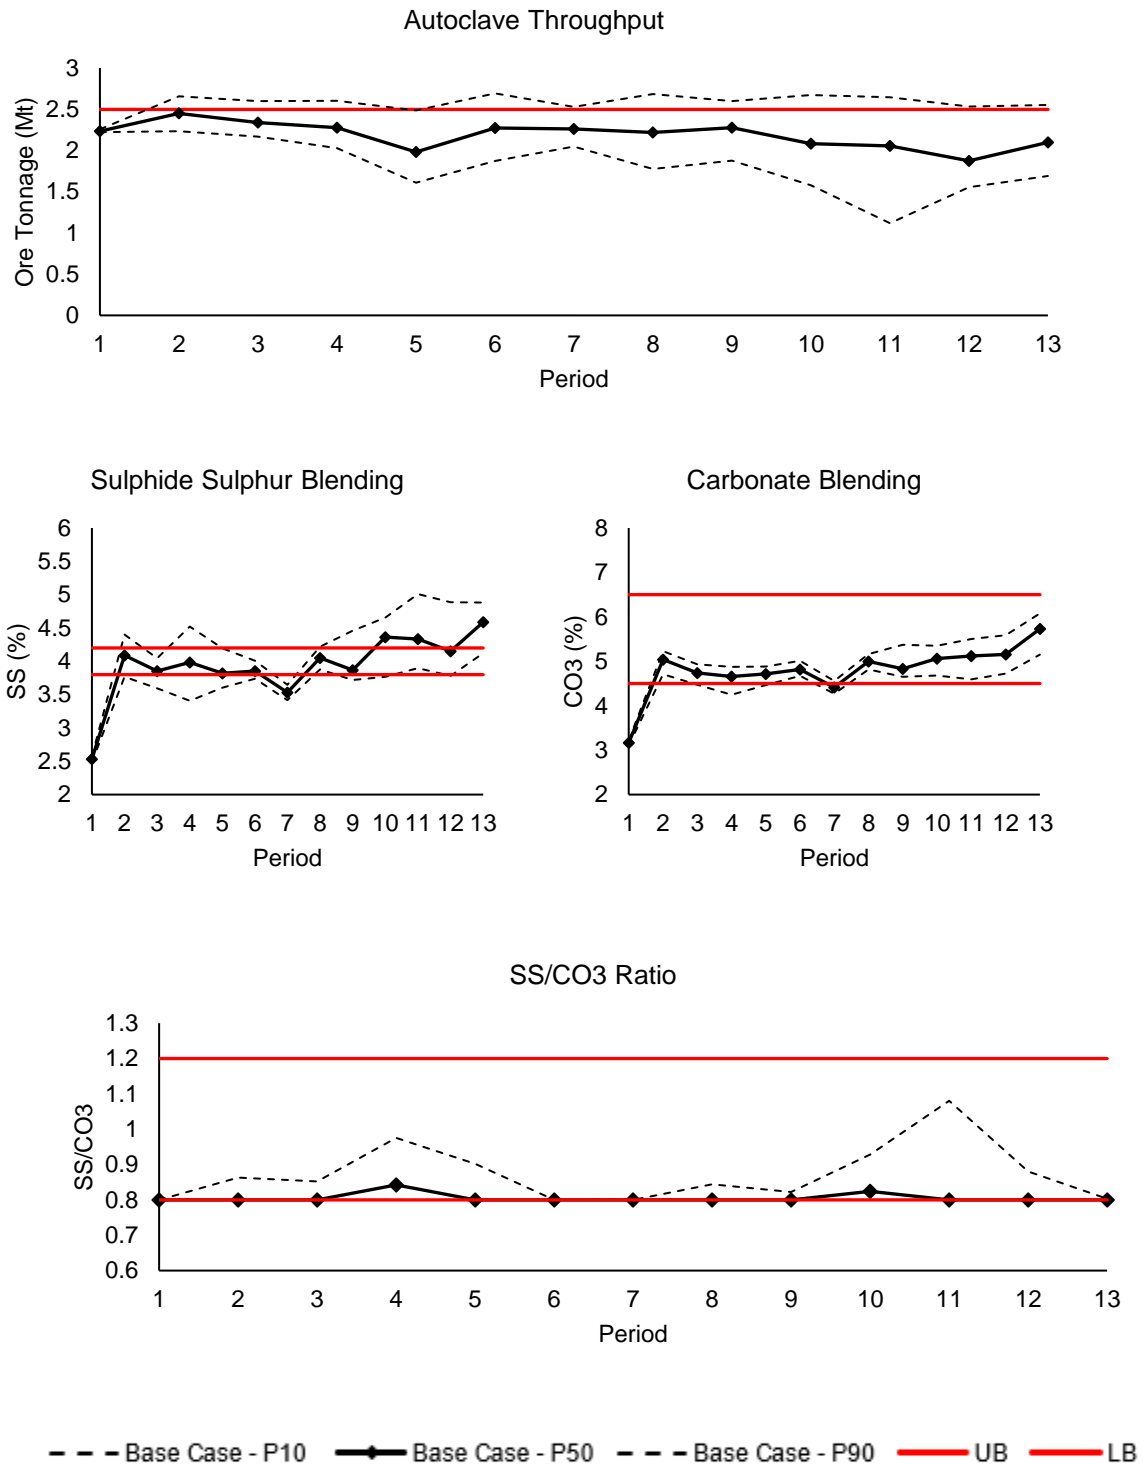 Autoclave Throughput
Ore Tonnage (Mt)
3
2.5
2
1.5
1
0.5
0
1 2 3 4 5 6 7 8 9 10 11 12 13
Period
Sulphide Sulphur Blending
SS (%)
6
5.5
5
4.5
4
3.5
3
2.5
2
1 2 3 4 5 6 7 8 9 10 11 12 13
Period
Carbonate Blending
CO3 (%)
8
7
6
5
4
3
2
1 2 3 4 5 6 7 8 9 10 11 12 13
Period
SS/CO3 Ratio
SS/CO3
1.3
1.2
1.1
1
0.9
0.8
0.7
0.6
1 2 3 4 5 6 7 8 9 10 11 12 13
Period
Base Case - P10 Base Case - P50 Base Case - P90 UB LB